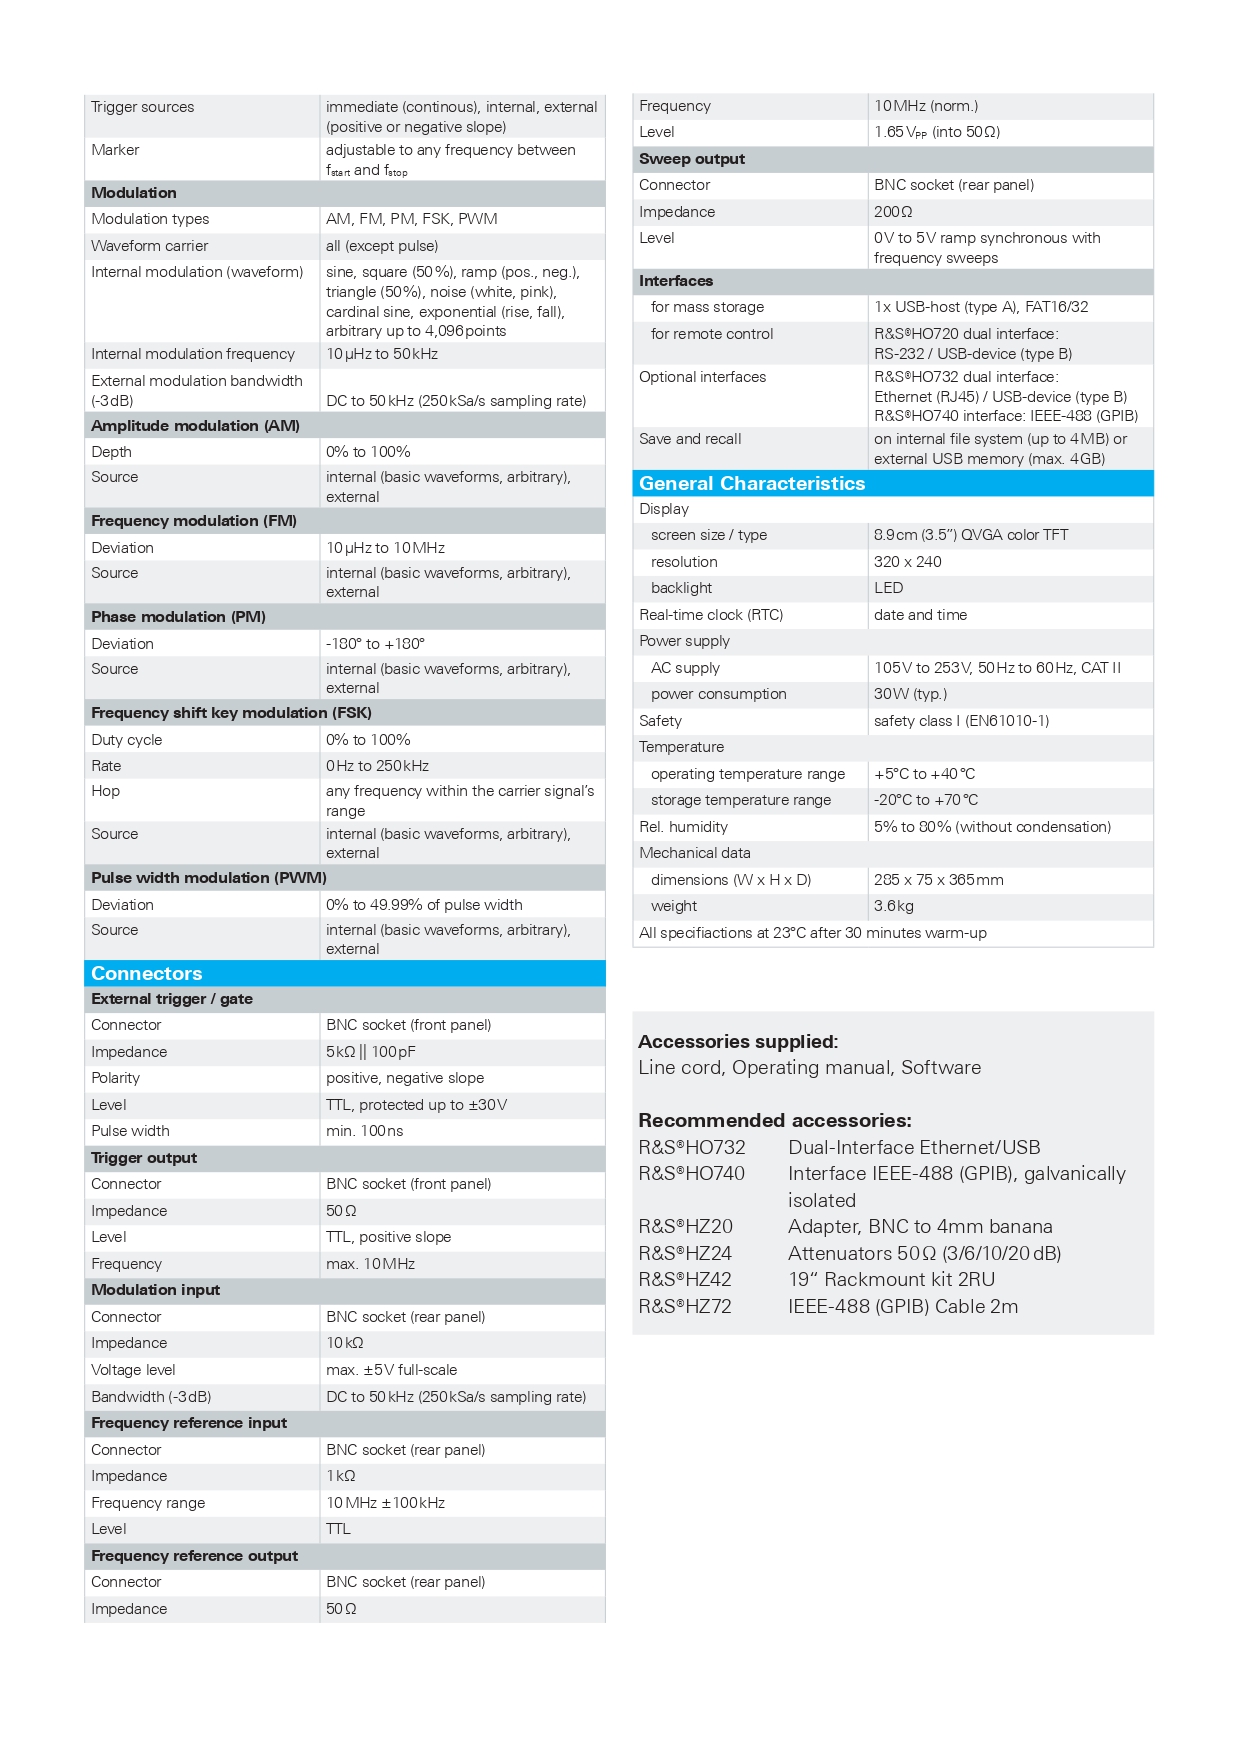 Trigger sources immediate (continous), internal, external
(positive or negative slope)
Marker adjustable to any frequency between
fstart and fstop
Modulation
Modulation types AM, FM, PM, FSK, PWM
Waveform carrier all (except pulse)
Internal modulation (waveform) sine, square (50%), ramp (pos., neg.),
triangle (50%), noise (white, pink),
cardinal sine, exponential (rise, fall),
arbitrary up to 4,096 points
Internal modulation frequency 10 µHz to 50 kHz
External modulation bandwidth
(-3 dB) DC to 50 kHz (250 kSa/s sampling rate)
Amplitude modulation (AM)
Depth 0% to 100%
Source internal (basic waveforms, arbitrary),
external
Frequency modulation (FM)
Deviation 10 µHz to 10 MHz
Source internal (basic waveforms, arbitrary),
external
Phase modulation (PM)
Deviation -180° to +180°
Source internal (basic waveforms, arbitrary),
external
Frequency shift key modulation (FSK)
Duty cycle 0% to 100%
Rate 0 Hz to 250 kHz
Hop any frequency within the carrier signal’s
range
Source internal (basic waveforms, arbitrary),
external
Pulse width modulation (PWM)
Deviation 0% to 49.99% of pulse width
Source internal (basic waveforms, arbitrary),
external
Connectors
External trigger / gate
Connector BNC socket (front panel)
Impedance 5 kΩ || 100 pF
Polarity positive, negative slope
Level TTL, protected up to ±30 V
Pulse width min. 100 ns
Trigger output
Connector BNC socket (front panel)
Impedance 50 Ω
Level TTL, positive slope
Frequency max. 10 MHz
Modulation input
Connector BNC socket (rear panel)
Impedance 10 kΩ
Voltage level max. ±5 V full-scale
Bandwidth (-3 dB) DC to 50 kHz (250 kSa/s sampling rate)
Frequency reference input
Connector BNC socket (rear panel)
Impedance 1 kΩ
Frequency range 10 MHz ±100 kHz
Level TTL
Frequency reference output
Connector BNC socket (rear panel)
Impedance 50 Ω
Frequency 10 MHz (norm.)
Level 1.65 VPP (into 50 Ω)
Sweep output
Connector BNC socket (rear panel)
Impedance 200 Ω
Level 0 V to 5 V ramp synchronous with
frequency sweeps
Interfaces
for mass storage 1x USB-host (type A), FAT16/32
for remote control R&S®HO720 dual interface:
RS-232 / USB-device (type B)
Optional interfaces R&S®HO732 dual interface:
Ethernet (RJ45) / USB-device (type B)
R&S®HO740 interface: IEEE-488 (GPIB)
Save and recall on internal file system (up to 4 MB) or
external USB memory (max. 4 GB)
General Characteristics
Display
screen size / type 8.9 cm (3.5”) QVGA color TFT
resolution 320 x 240
backlight LED
Real-time clock (RTC) date and time
Power supply
AC supply 105 V to 253 V, 50 Hz to 60 Hz, CAT II
power consumption 30 W (typ.)
Safety safety class I (EN61010-1)
Temperature
operating temperature range +5°C to +40°C
storage temperature range -20°C to +70°C
Rel. humidity 5% to 80% (without condensation)
Mechanical data
dimensions (W x H x D) 285 x 75 x 365 mm
weight 3.6 kg
All specifiactions at 23°C after 30 minutes warm-up
Accessories supplied:
Line cord, Operating manual, Software
Recommended accessories:
R&S®HO732 Dual-Interface Ethernet/USB
R&S®HO740 Interface IEEE-488 (GPIB), galvanically
isolated
R&S®HZ20 Adapter, BNC to 4mm banana
R&S®HZ24 Attenuators 50 Ω (3/6/10/20 dB)
R&S®HZ42 19“ Rackmount kit 2RU
R&S®HZ72 IEEE-488 (GPIB) Cable 2m